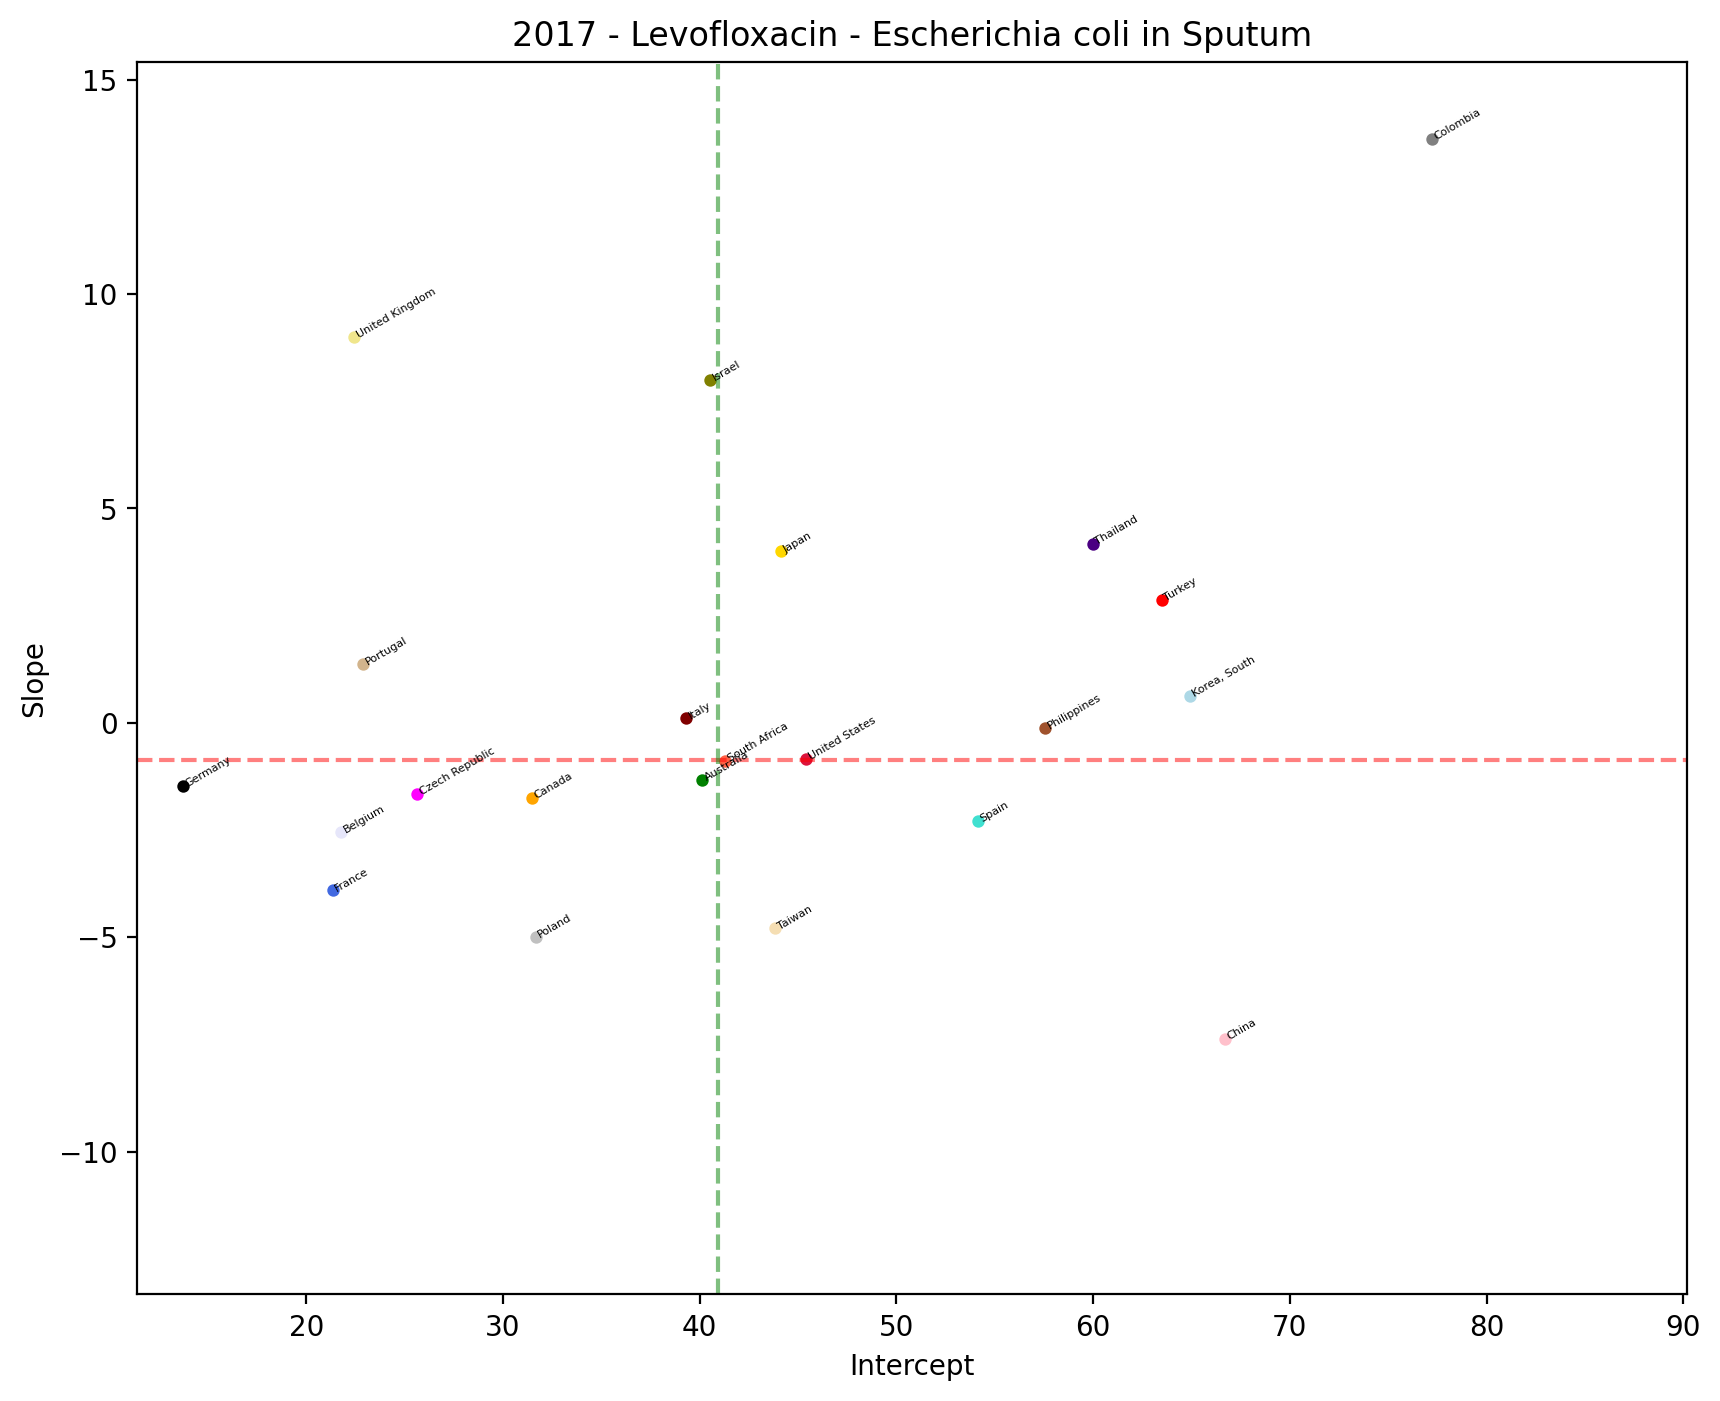 2017 - Levofloxacin - Escherichia coli in Sputum
15
Colombia
10
United Kingdom
Israel
5
Japan
Thailand
Turkey
Portugal
Korea, South
Slope
0
Italy
Philippines
South Africa
United States
Australia
Germany
Czech Republic
Canada
Belgium
Spain
France
−5
Poland
Taiwan
China
−10
20
30
40
50
60
70
80
90
Intercept